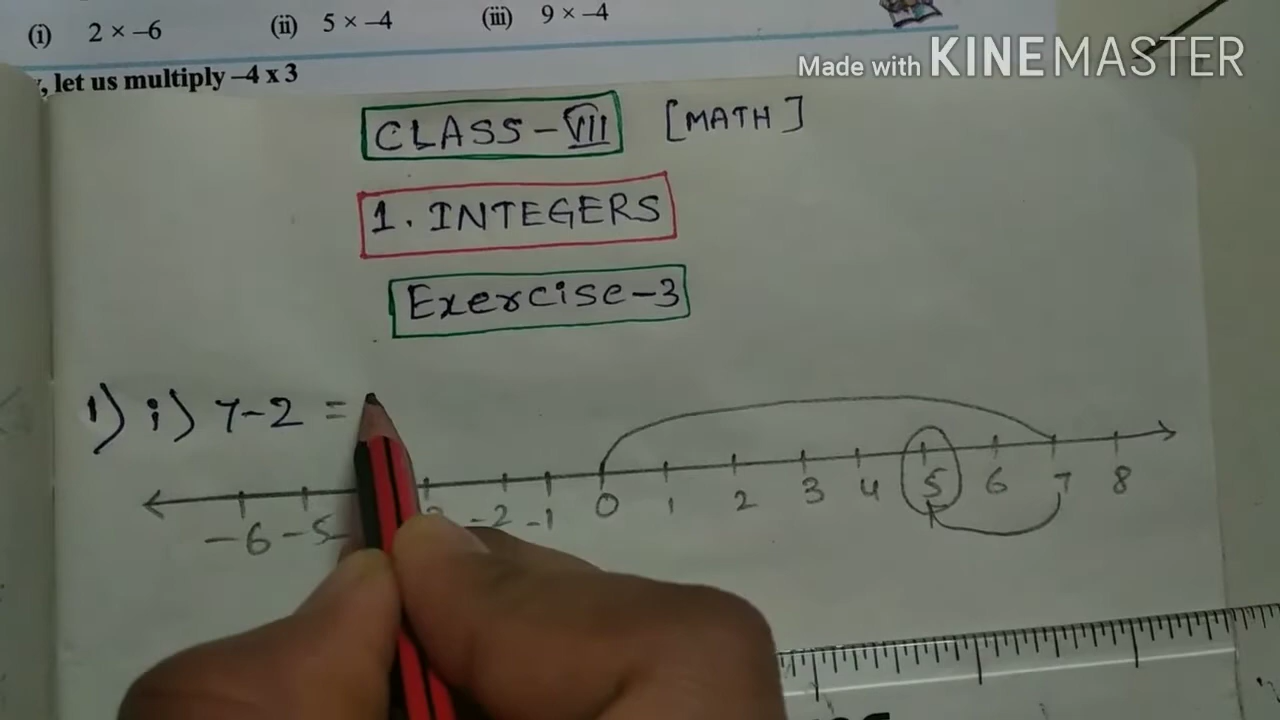 (i) 2 × –6 (ii) 5 × –4 (iii) 9 × –4
Made with KINEMASTER
, let us multiply –4 x 3
CLASS – VII [MATH]
1. INTEGERS
Exercise-3
1) i) 7-2 =
-6 -5 -2 -1 0 1 2 3 4 5 6 7 8